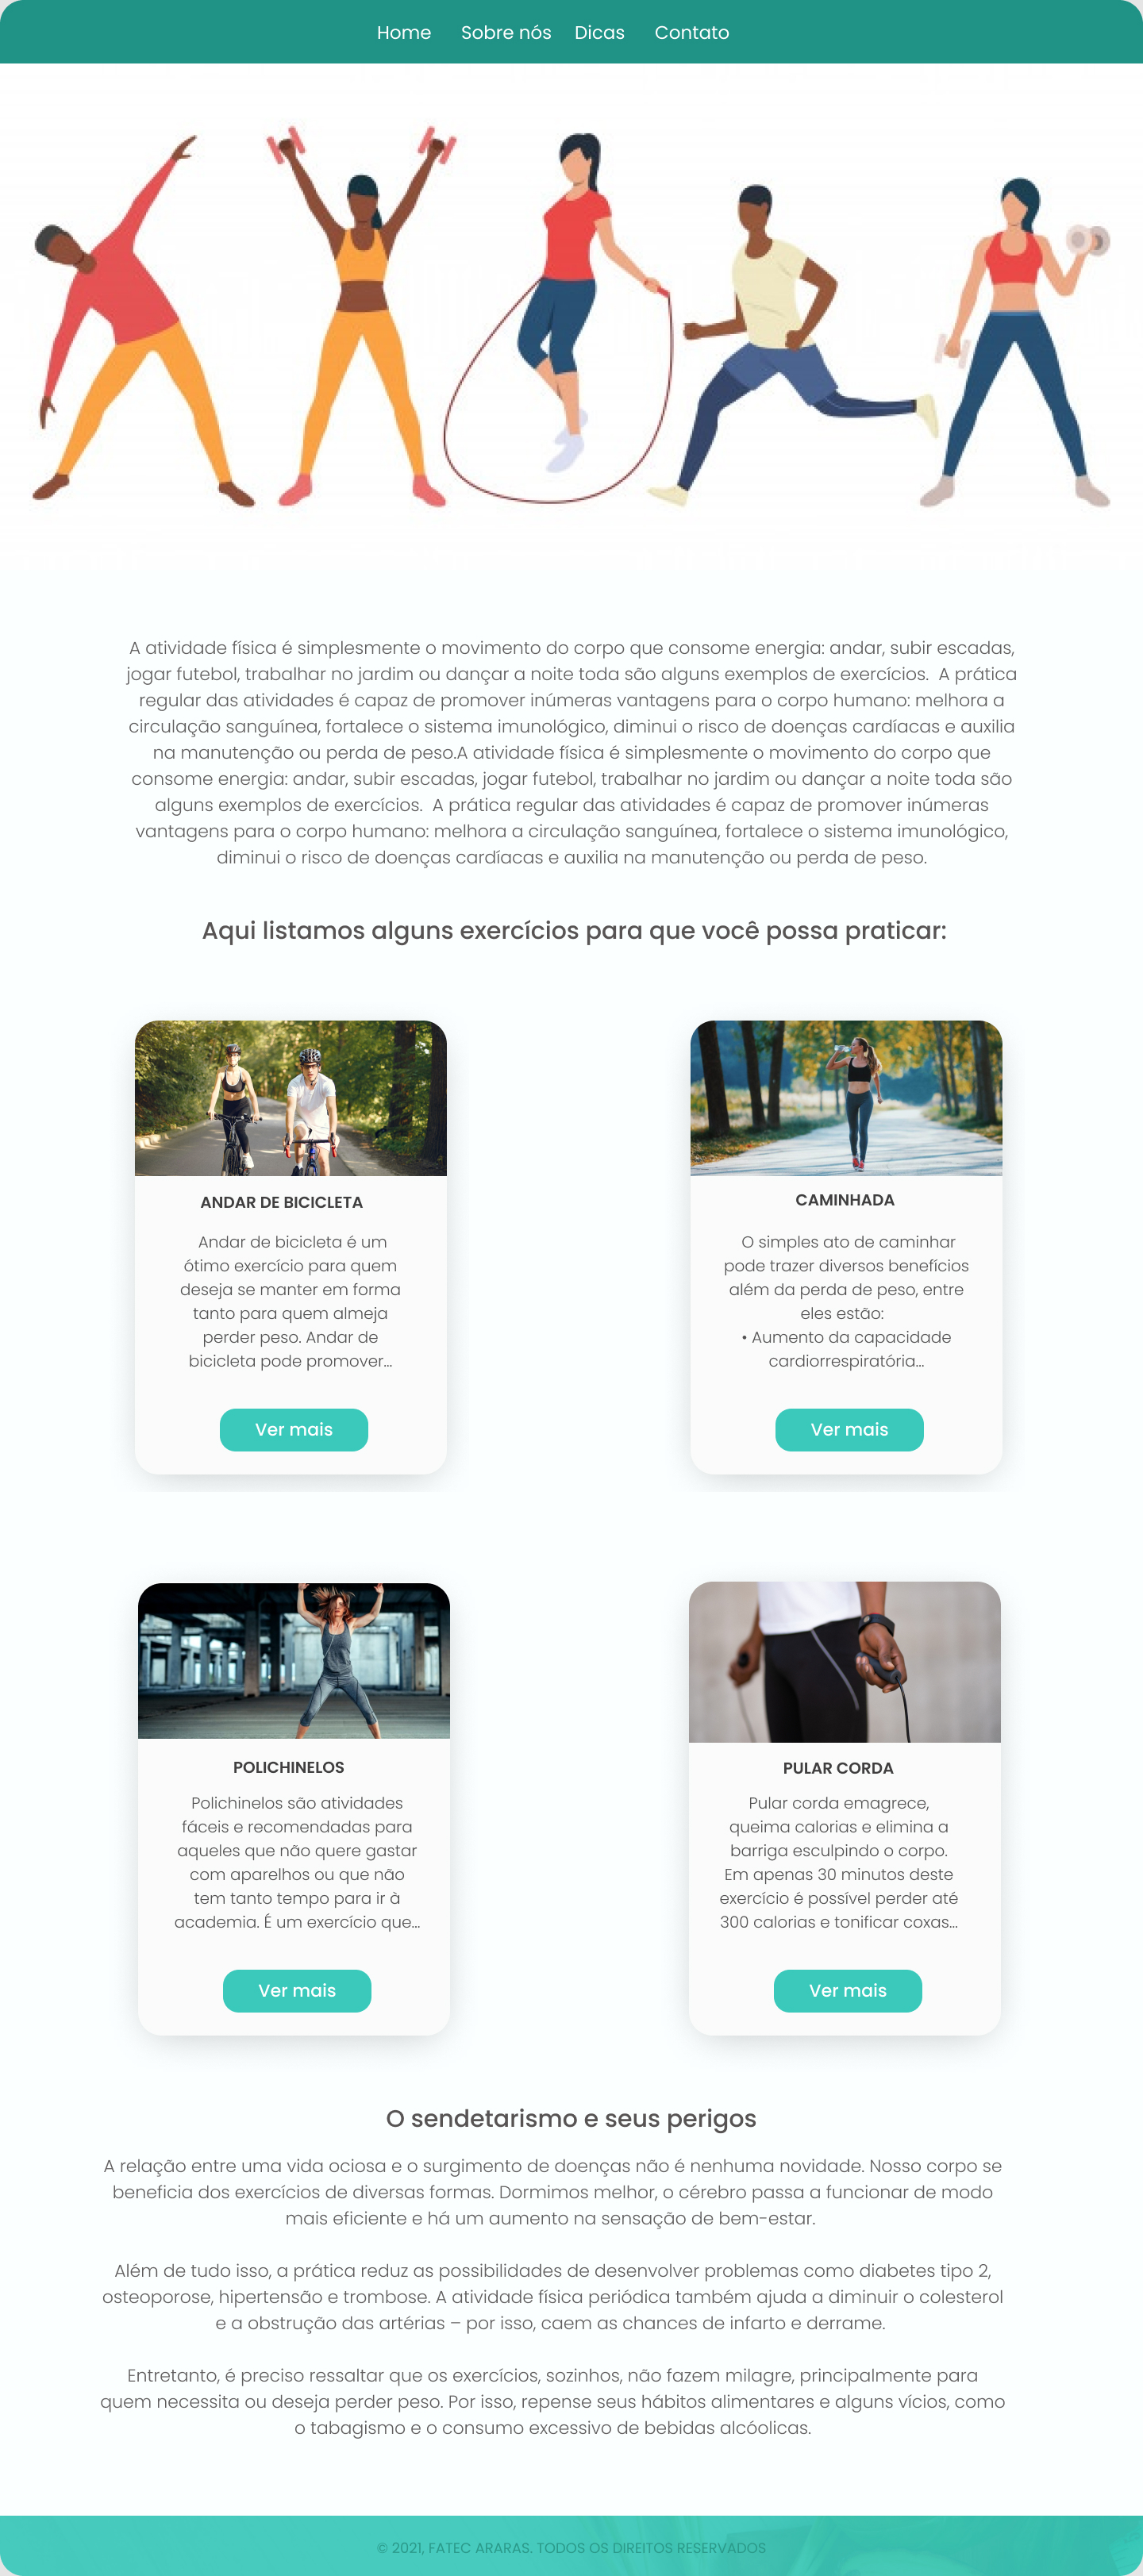 Home Sobre nós Dicas Contato
A atividade física é simplesmente o movimento do corpo que consome energia: andar, subir escadas,
jogar futebol, trabalhar no jardim ou dançar a noite toda são alguns exemplos de exercícios.  A prática
regular das atividades é capaz de promover inúmeras vantagens para o corpo humano: melhora a
circulação sanguínea, fortalece o sistema imunológico, diminui o risco de doenças cardíacas e auxilia
na manutenção ou perda de peso.A atividade física é simplesmente o movimento do corpo que
consome energia: andar, subir escadas, jogar futebol, trabalhar no jardim ou dançar a noite toda são
alguns exemplos de exercícios.  A prática regular das atividades é capaz de promover inúmeras
vantagens para o corpo humano: melhora a circulação sanguínea, fortalece o sistema imunológico,
diminui o risco de doenças cardíacas e auxilia na manutenção ou perda de peso.
Aqui listamos alguns exercícios para que você possa praticar:
ANDAR DE BICICLETA
Andar de bicicleta é um
ótimo exercício para quem
deseja se manter em forma
tanto para quem almeja
perder peso. Andar de
bicicleta pode promover...
Ver mais
CAMINHADA
O simples ato de caminhar
pode trazer diversos benefícios
além da perda de peso, entre
eles estão:
• Aumento da capacidade
cardiorrespiratória...
Ver mais
POLICHINELOS
Polichinelos são atividades
fáceis e recomendadas para
aqueles que não quere gastar
com aparelhos ou que não
tem tanto tempo para ir à
academia. É um exercício que...
Ver mais
PULAR CORDA
Pular corda emagrece,
queima calorias e elimina a
barriga esculpindo o corpo.
Em apenas 30 minutos deste
exercício é possível perder até
300 calorias e tonificar coxas...
Ver mais
O sendetarismo e seus perigos
A relação entre uma vida ociosa e o surgimento de doenças não é nenhuma novidade. Nosso corpo se
beneficia dos exercícios de diversas formas. Dormimos melhor, o cérebro passa a funcionar de modo
mais eficiente e há um aumento na sensação de bem-estar.
Além de tudo isso, a prática reduz as possibilidades de desenvolver problemas como diabetes tipo 2,
osteoporose, hipertensão e trombose. A atividade física periódica também ajuda a diminuir o colesterol
e a obstrução das artérias – por isso, caem as chances de infarto e derrame.
Entretanto, é preciso ressaltar que os exercícios, sozinhos, não fazem milagre, principalmente para
quem necessita ou deseja perder peso. Por isso, repense seus hábitos alimentares e alguns vícios, como
o tabagismo e o consumo excessivo de bebidas alcóolicas.
© 2021, FATEC ARARAS. TODOS OS DIREITOS RESERVADOS